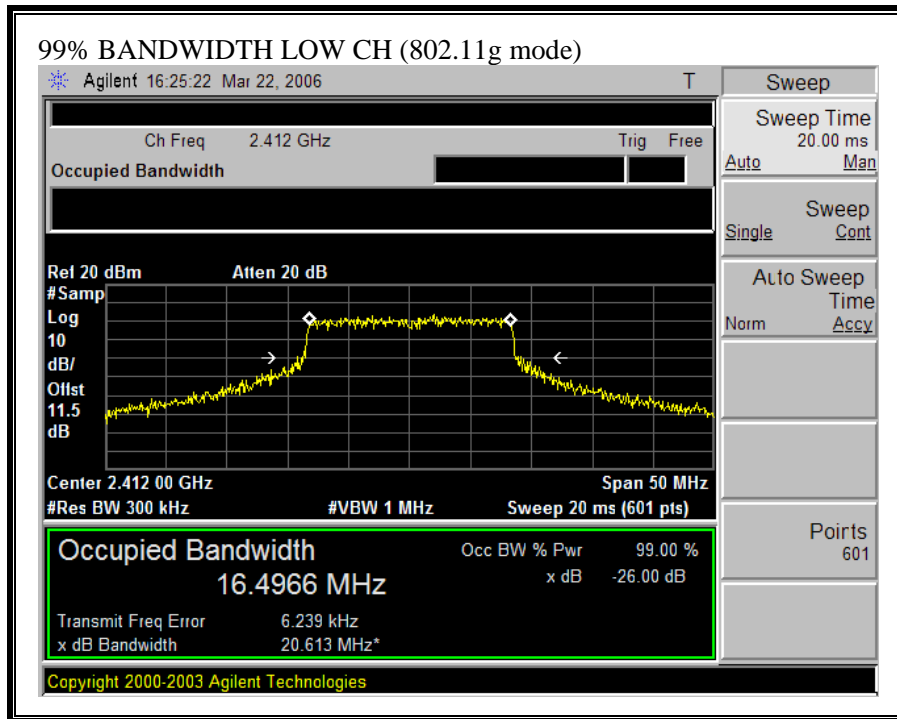 99% BANDWIDTH LOW CH (802.11g mode)
Agilent 16:25:22 Mar 22, 2006 T
Sweep
Ch Freq 2.412 GHz Trig Free
Occupied Bandwidth
Sweep Time
20.00 ms
Auto Man
Sweep
Single Cont
Auto Sweep
Time
Norm Accy
Ref 20 dBm Atten 20 dB
#Samp
Log
10
dB/
Offst
11.5
dB
Center 2.412 00 GHz Span 50 MHz
#Res BW 300 kHz #VBW 1 MHz Sweep 20 ms (601 pts)
Points
601
Occupied Bandwidth
16.4966 MHz
Occ BW % Pwr 99.00 %
x dB -26.00 dB
Transmit Freq Error 6.239 kHz
x dB Bandwidth 20.613 MHz*
Copyright 2000-2003 Agilent Technologies